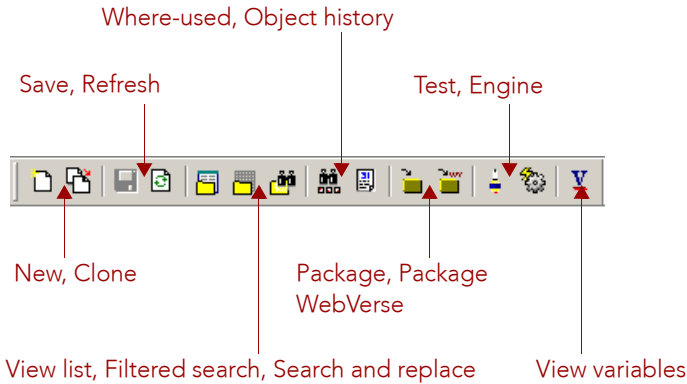 Where-used, Object history
Save, Refresh
Test, Engine
WV
V
New, Clone
Package, Package
WebVerse
View list, Filtered search, Search and replace
View variables